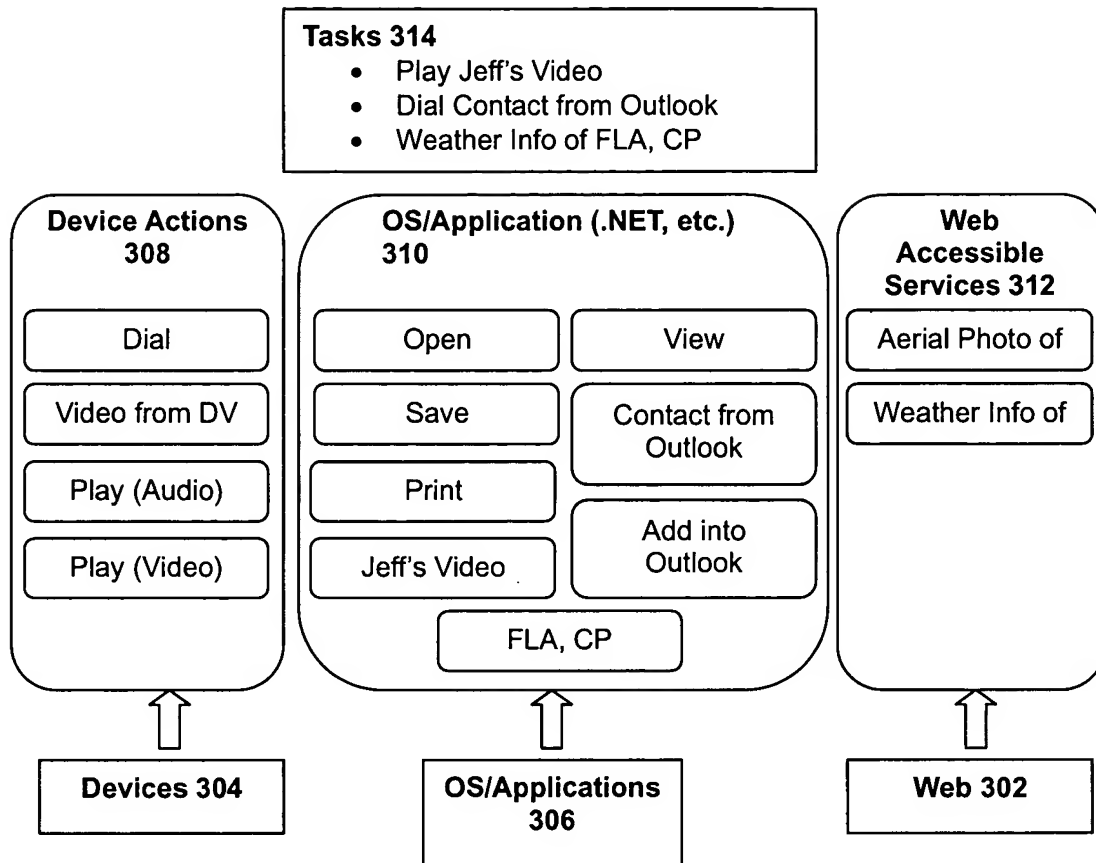 Tasks 314
• Play Jeff's Video
• Dial Contact from Outlook
• Weather Info of FLA, CP
Device Actions
308
Dial
Video from DV
Play (Audio)
Play (Video)
OS/Application (.NET, etc.)
310
Open
Save
Print
Jeff's Video
View
Contact from
Outlook
Add into
Outlook
FLA, CP
Web
Accessible
Services 312
Aerial Photo of
Weather Info of
Devices 304
OS/Applications
306
Web 302